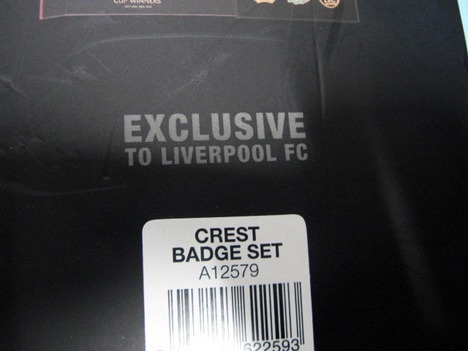 CUP WINNERS
EXCLUSIVE
TO LIVERPOOL FC
CREST
BADGE SET
A12579
622593